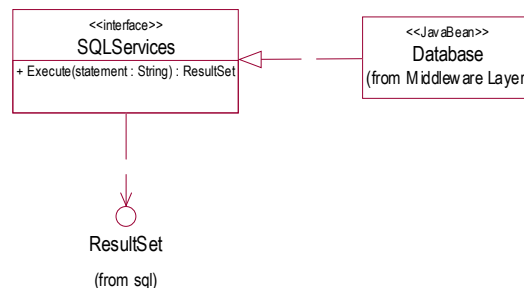 <<interface>>
SQLServices
+ Execute(statement : String) : ResultSet
<<JavaBean>>
Database
(from Middleware Layer
ResultSet
(from sql)